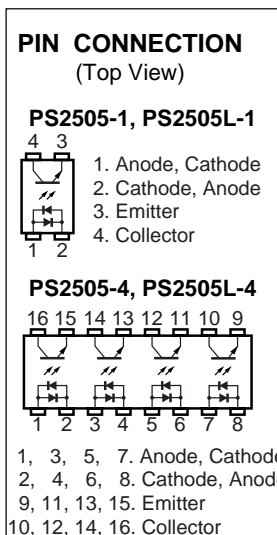 PIN CONNECTION
(Top View)
PS2505-1, PS2505L-1
4 3
1. Anode, Cathode
2. Cathode, Anode
3. Emitter
4. Collector
1 2
PS2505-4, PS2505L-4
16 15 14 13 12 11 10 9
1 2 3 4 5 6 7 8
1, 3, 5, 7. Anode, Cathode
2, 4, 6, 8. Cathode, Anod
9, 11, 13, 15. Emitter
10, 12, 14, 16. Collector